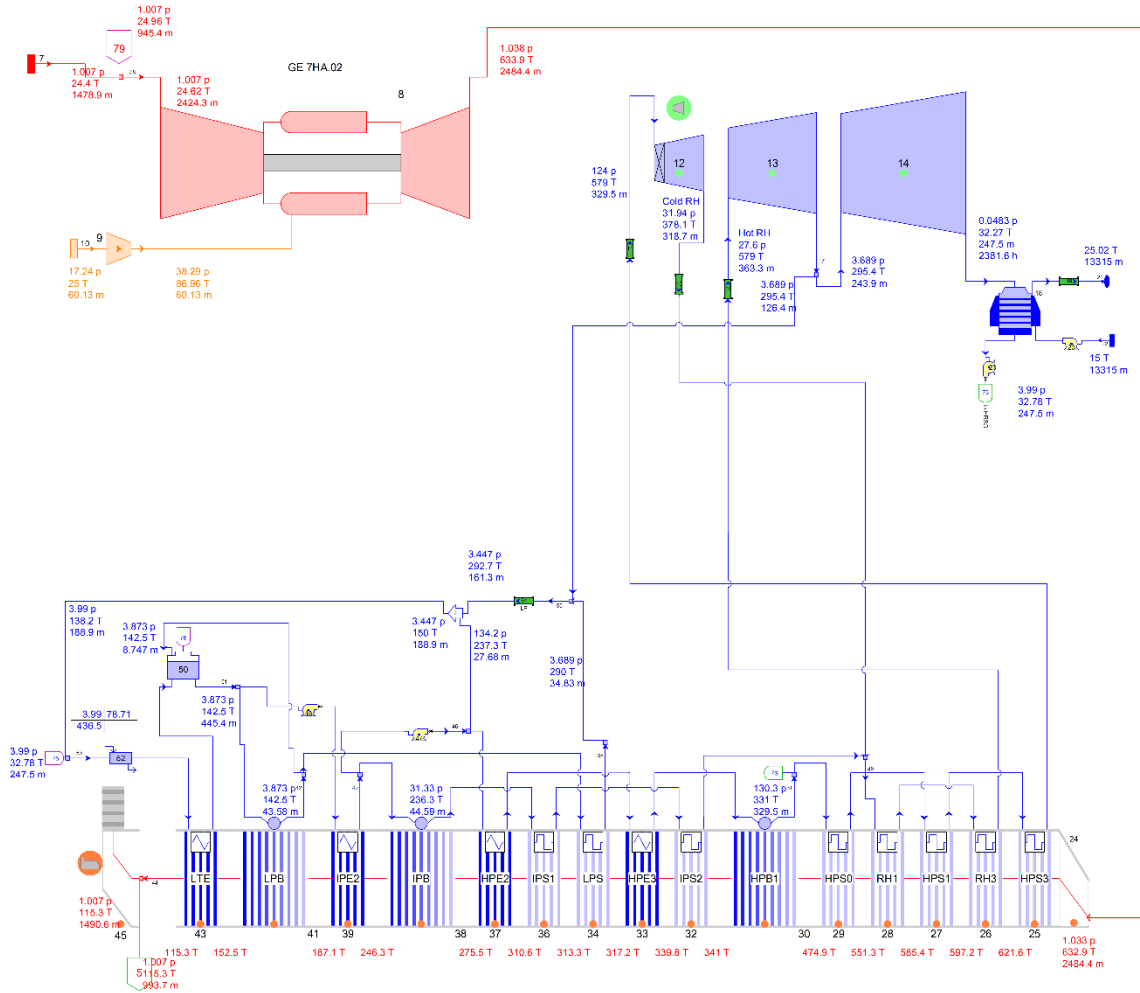 1.007 p
24.96 T
945.4 m
79
7
1.007 p
24.4 T
1478.9 m
1.007 p
24.62 T
2424.3 m
GE 7HA.02
8
1.038 p
633.9 T
2484.4 m
9
10
17.24 p
25 T
60.13 m
38.29 p
86.96 T
60.13 m
124 p
579 T
329.5 m
12
Cold RH
31.94 p
378.1 T
318.7 m
13
Hot RH
27.6 p
579 T
363.3 m
14
3.689 p
295.4 T
126.4 m
3.689 p
295.4 T
243.9 m
0.0483 p
32.27 T
247.5 m
2381.6 h
25.02 T
13315 m
15 T
13315 m
3.99 p
32.78 T
247.5 m
3.447 p
292.7 T
161.3 m
LP
3.99 p
138.2 T
188.9 m
3.873 p
142.5 T
8.747 m
50
3.447 p
150 T
188.9 m
134.2 p
237.3 T
27.68 m
3.689 p
290 T
34.83 m
3.873 p
142.5 T
445.4 m
46
3.99 78.71
436.5
3.99 p
32.78 T
247.5 m
52
3.873 p
142.5 T
43.58 m
31.33 p
236.3 T
44.59 m
130.3 p
331 T
329.5 m
24
LTE
LPB
IPE2
IPB
HPE2
IPS1
LPS
HPE3
IPS2
HPB1
HPS0
RH1
HPS1
RH3
HPS3
44
1.007 p
115.3 T
1490.6 m
45
43
41
39
38
37
36
34
33
32
30
29
28
27
26
25
115.3 T
152.5 T
187.1 T
246.3 T
275.5 T
310.6 T
313.3 T
317.2 T
339.8 T
341 T
474.9 T
551.3 T
585.4 T
597.2 T
621.6 T
1.033 p
632.9 T
2484.4 m
1.007 p
115.3 T
993.7 m